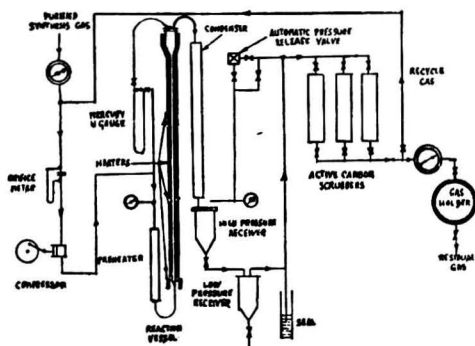 PURIFIED
SYNTHESIS GAS
CONDENSER
AUTOMATIC PRESSURE
RELEASE VALVE
RECYCLE
GAS
MERCURY
U GAUGE
ORIFICE
METER
HEATERS
ACTIVE CARBON
SCRUBBERS
GAS
HOLDER
HIGH PRESSURE
RECEIVER
PREHEATER
RESIDUAL
GAS
COMPRESSOR
LOW
PRESSURE
RECEIVER
SEAL
REACTION
VESSEL